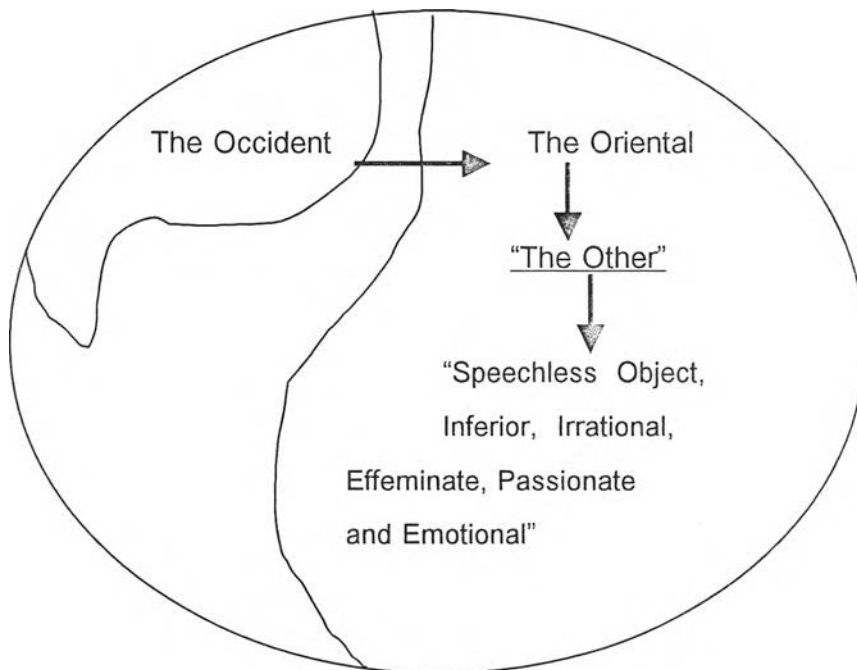 The Occident
The Oriental
“The Other”
“Speechless Object,
Inferior, Irrational,
Effeminate, Passionate
and Emotional”